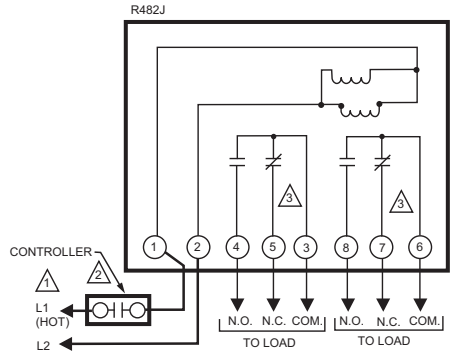 R482J
3
3
1
2
4
5
3
8
7
6
CONTROLLER
1
2
L1
(HOT)
L2
N.O. N.C. COM. N.O. N.C. COM.
TO LOAD TO LOAD